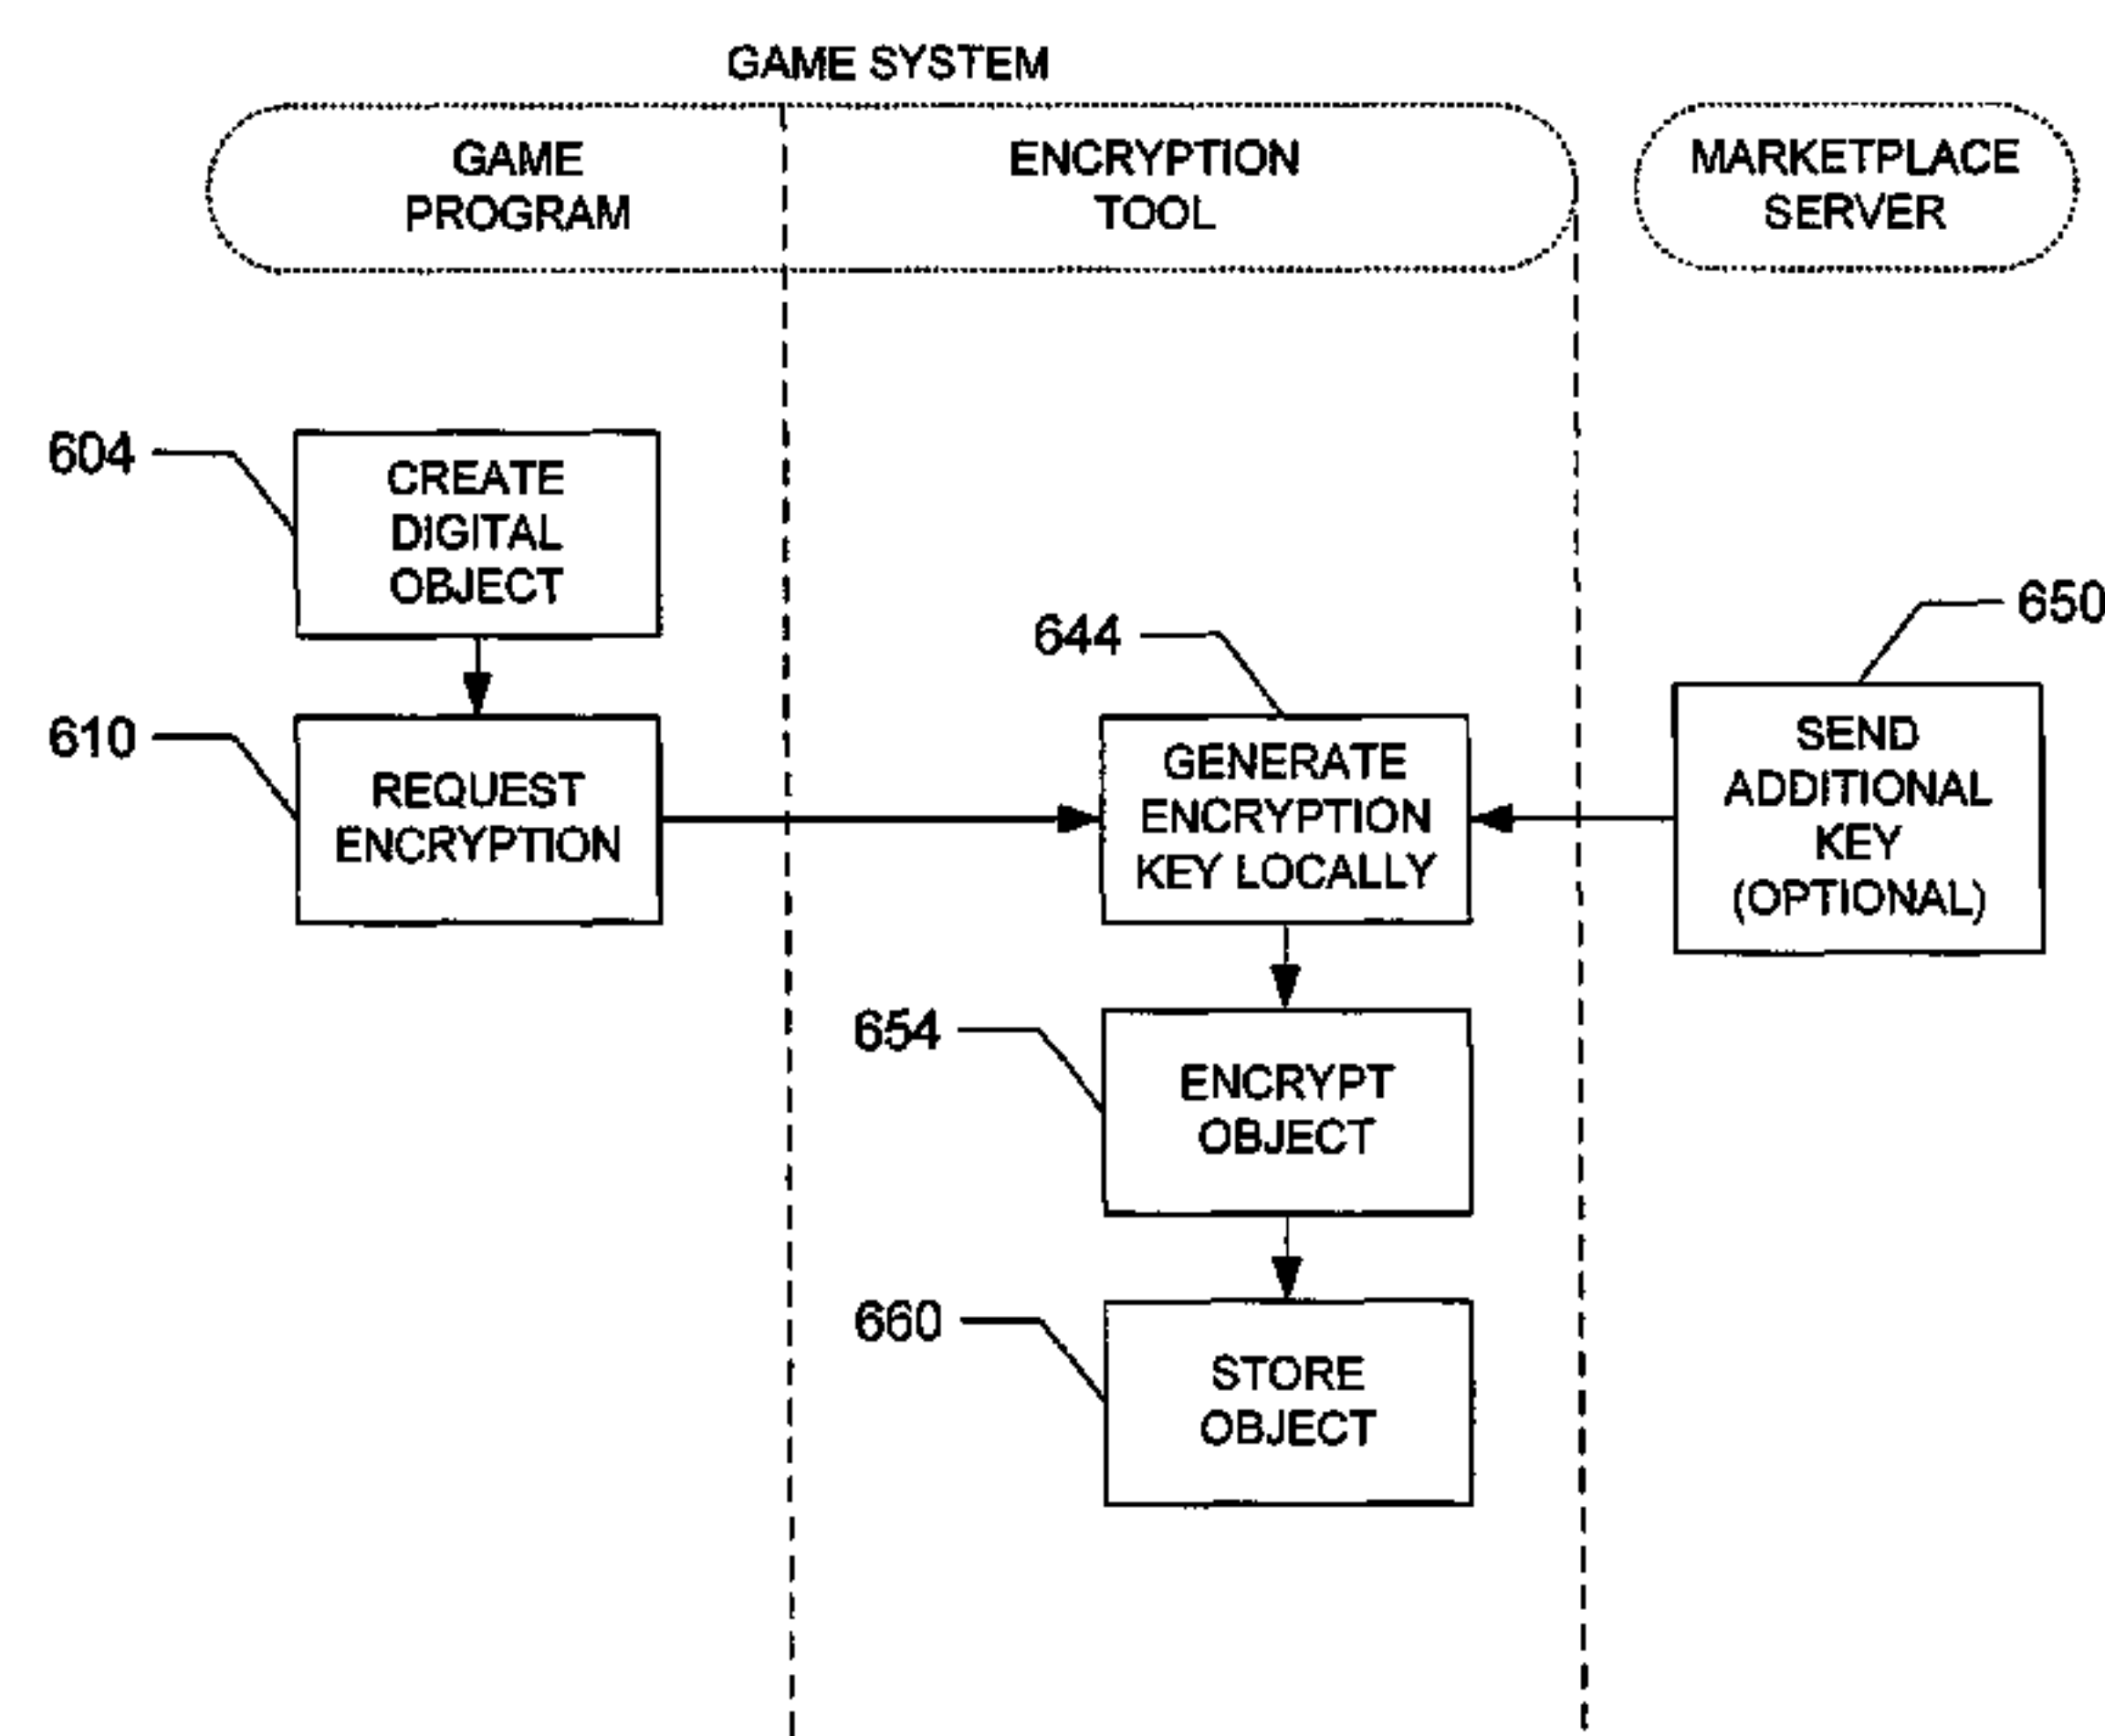 GAME SYSTEM
GAME
PROGRAM
ENCRYPTION
TOOL
MARKETPLACE
SERVER
604
CREATE
DIGITAL
OBJECT
610
REQUEST
ENCRYPTION
644
GENERATE
ENCRYPTION
KEY LOCALLY
650
SEND
ADDITIONAL
KEY
(OPTIONAL)
654
ENCRYPT
OBJECT
660
STORE
OBJECT